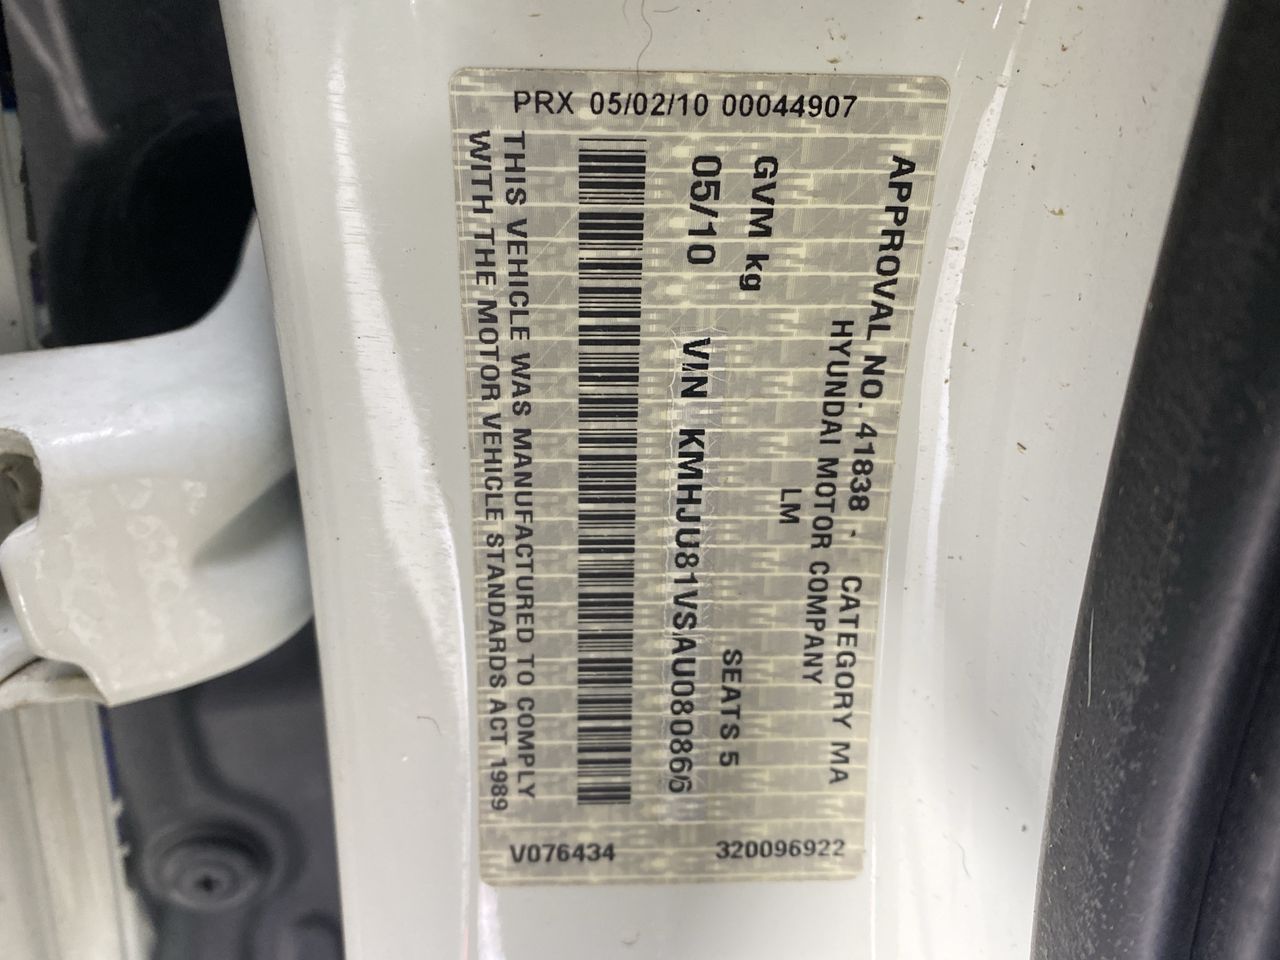 PRX 05/02/10 00044907
APPROVAL NO. 41838 - CATEGORY MA
HYUNDAI MOTOR COMPANY
LM
GVM kg
SEATS 5
05/10 VIN KMHJU81VSAU080866
THIS VEHICLE WAS MANUFACTURED TO COMPLY
WITH THE MOTOR VEHICLE STANDARDS ACT 1989
V076434
320096922